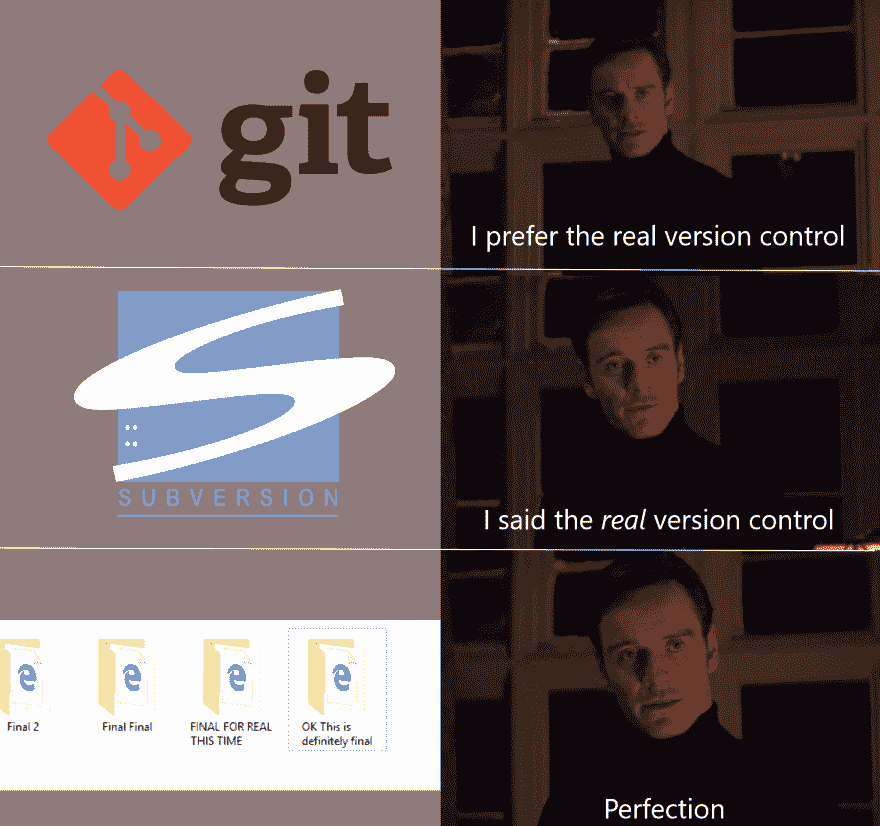 git
I prefer the real version control
SUBVERSION
I said the real version control
Final 2
Final Final
FINAL FOR REAL
THIS TIME
OK This is
definitely final
Perfection